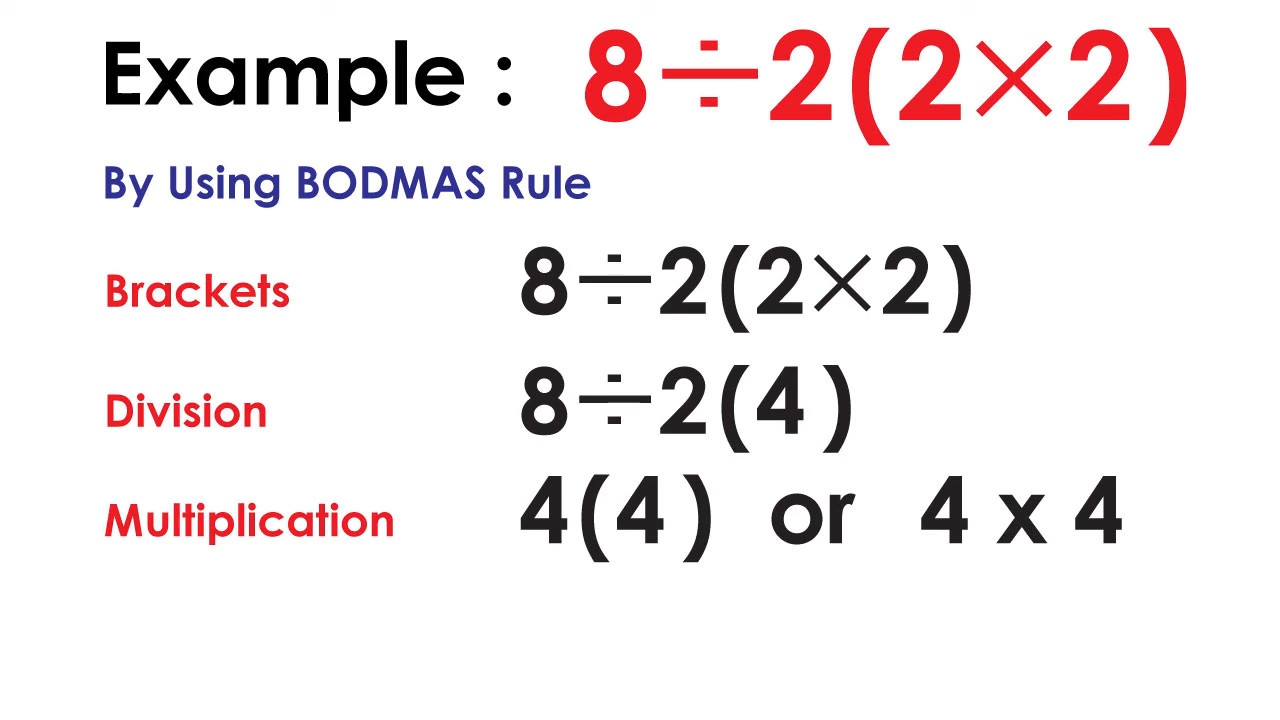 Example : 8÷2(2×2)
By Using BODMAS Rule
Brackets 8÷2(2×2)
Division 8÷2(4)
Multiplication 4(4) or 4 x 4